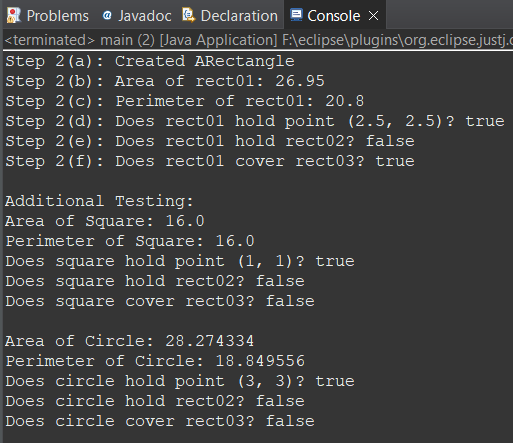 Problems Javadoc Declaration Console
<terminated> main (2) [Java Application] F:\eclipse\plugins\org.eclipse.justj.o
Step 2(a): Created ARectangle
Step 2(b): Area of rect01: 26.95
Step 2(c): Perimeter of rect01: 20.8
Step 2(d): Does rect01 hold point (2.5, 2.5)? true
Step 2(e): Does rect01 hold rect02? false
Step 2(f): Does rect01 cover rect03? true
Additional Testing:
Area of Square: 16.0
Perimeter of Square: 16.0
Does square hold point (1, 1)? true
Does square hold rect02? false
Does square cover rect03? false
Area of Circle: 28.274334
Perimeter of Circle: 18.849556
Does circle hold point (3, 3)? true
Does circle hold rect02? false
Does circle cover rect03? false